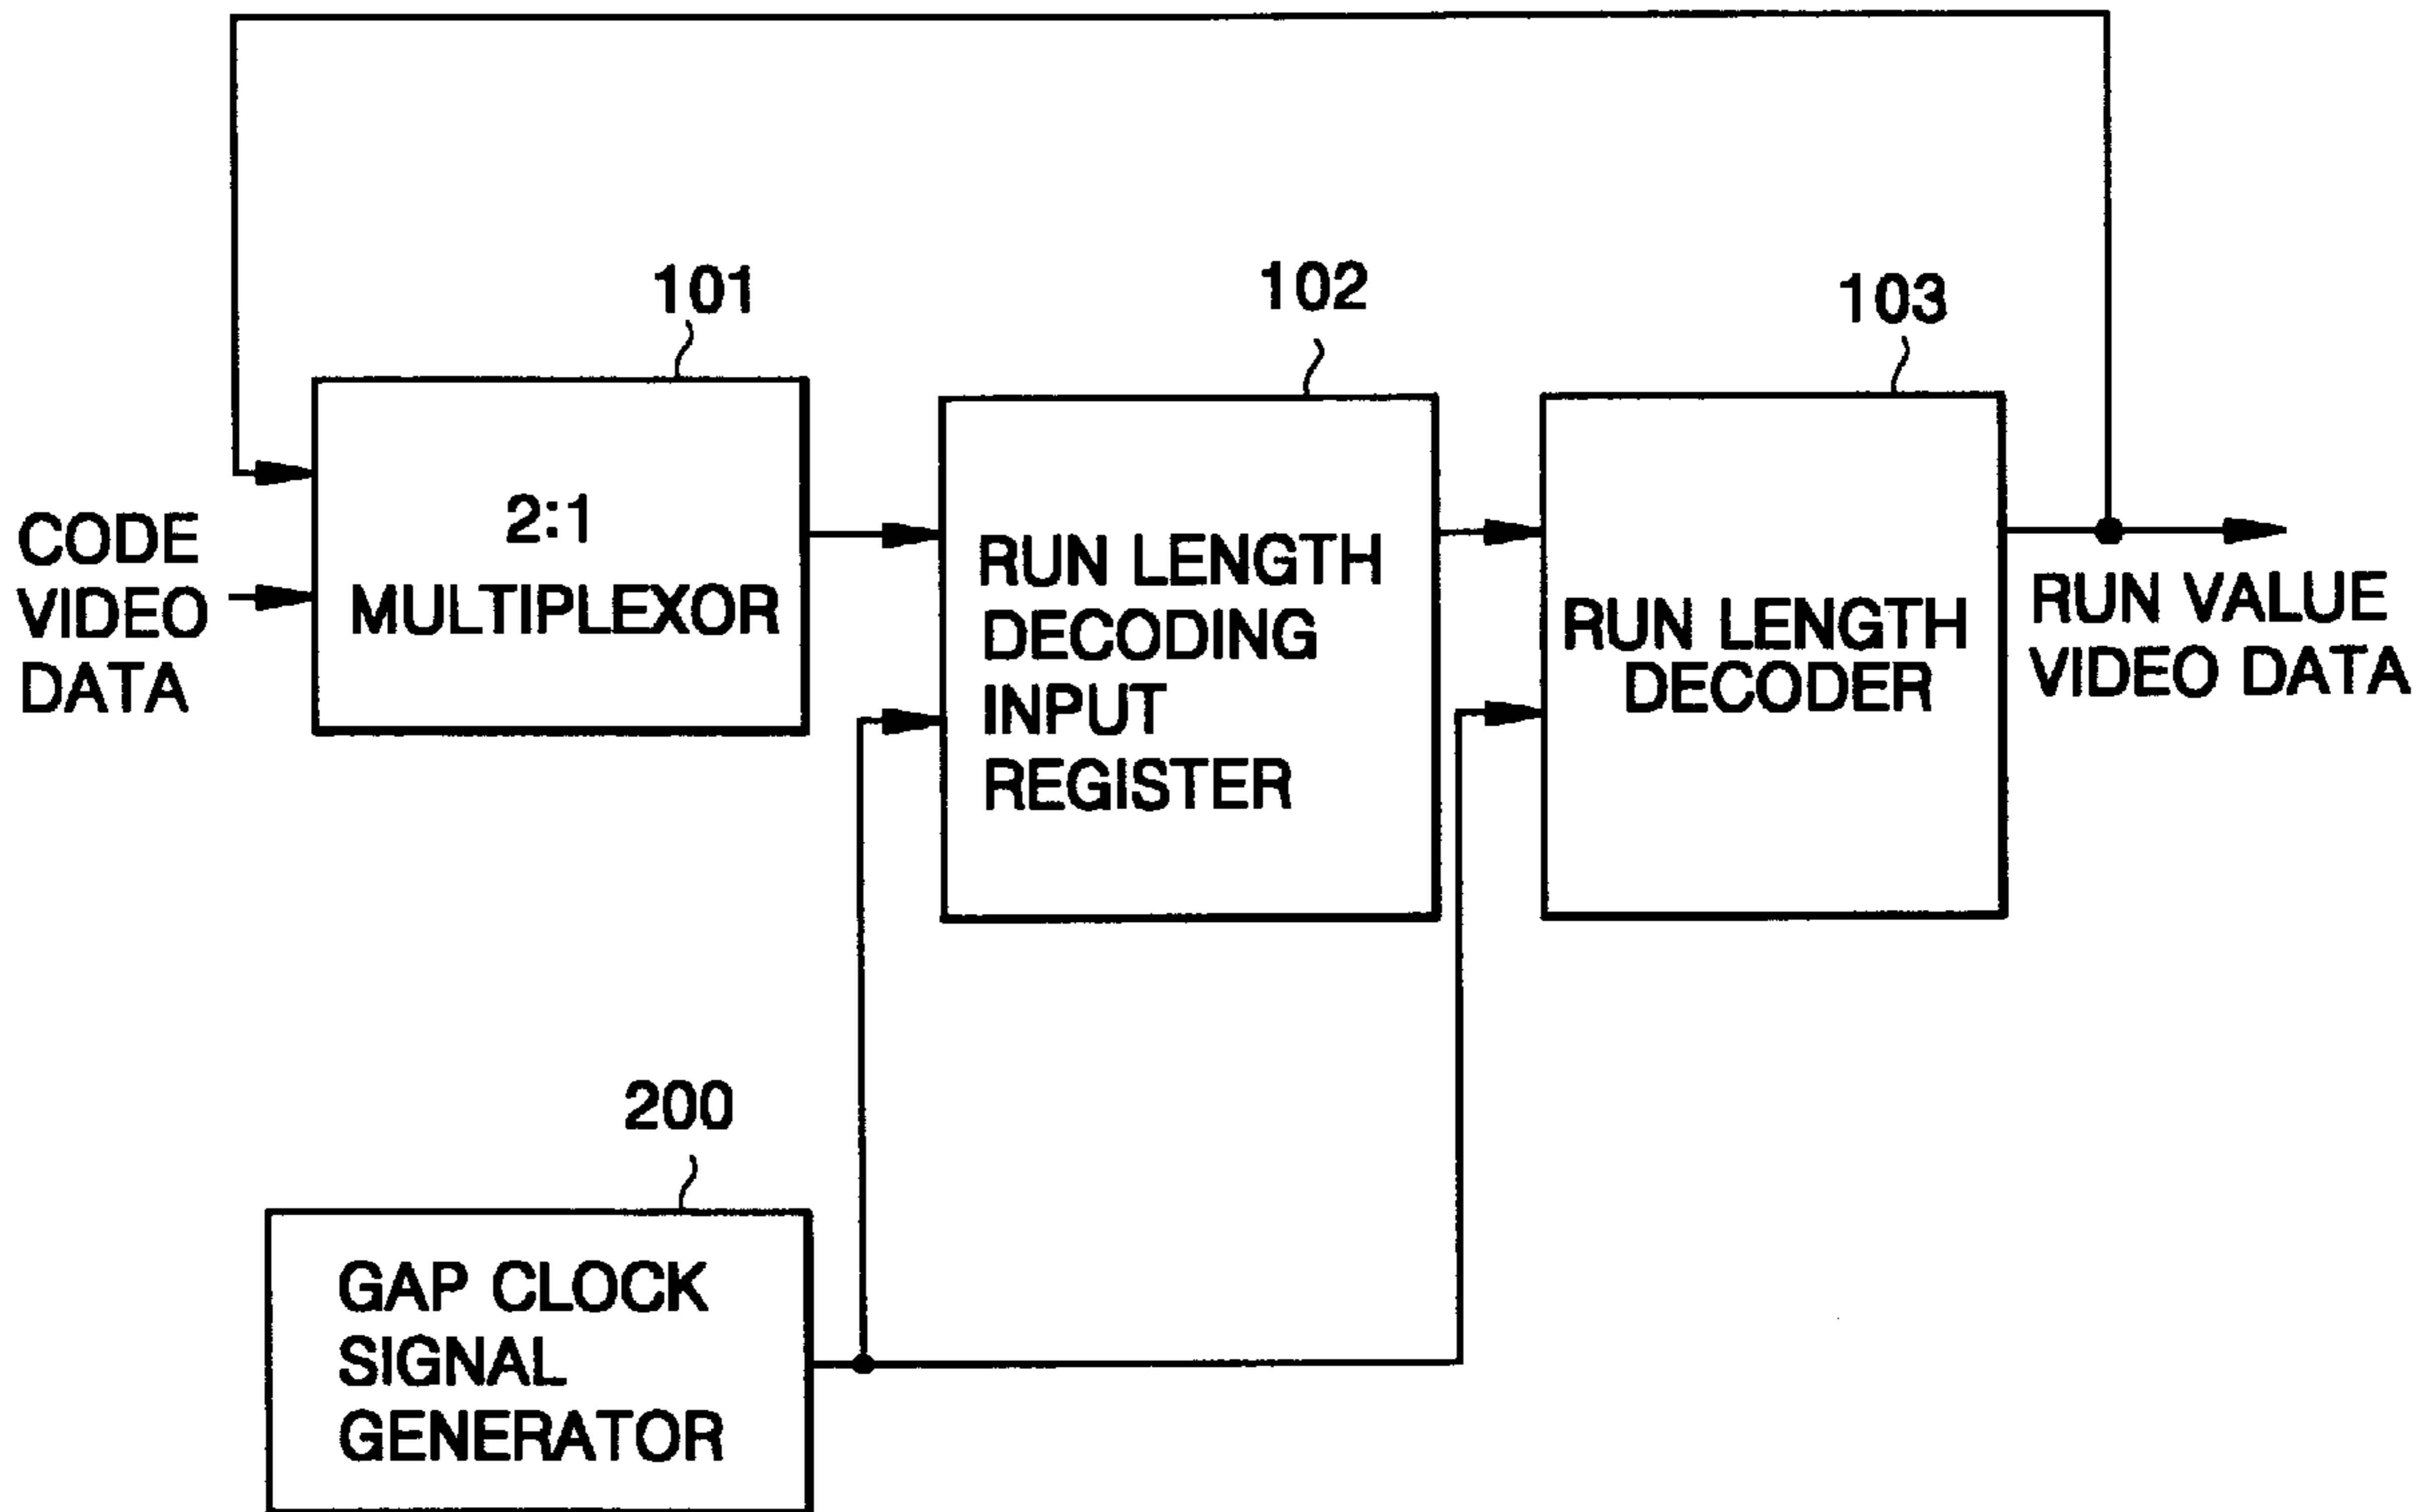 101
102
103
CODE
VIDEO
DATA
2:1
MULTIPLEXOR
RUN LENGTH
DECODING
INPUT
REGISTER
RUN LENGTH
DECODER
RUN VALUE
VIDEO DATA
200
GAP CLOCK
SIGNAL
GENERATOR